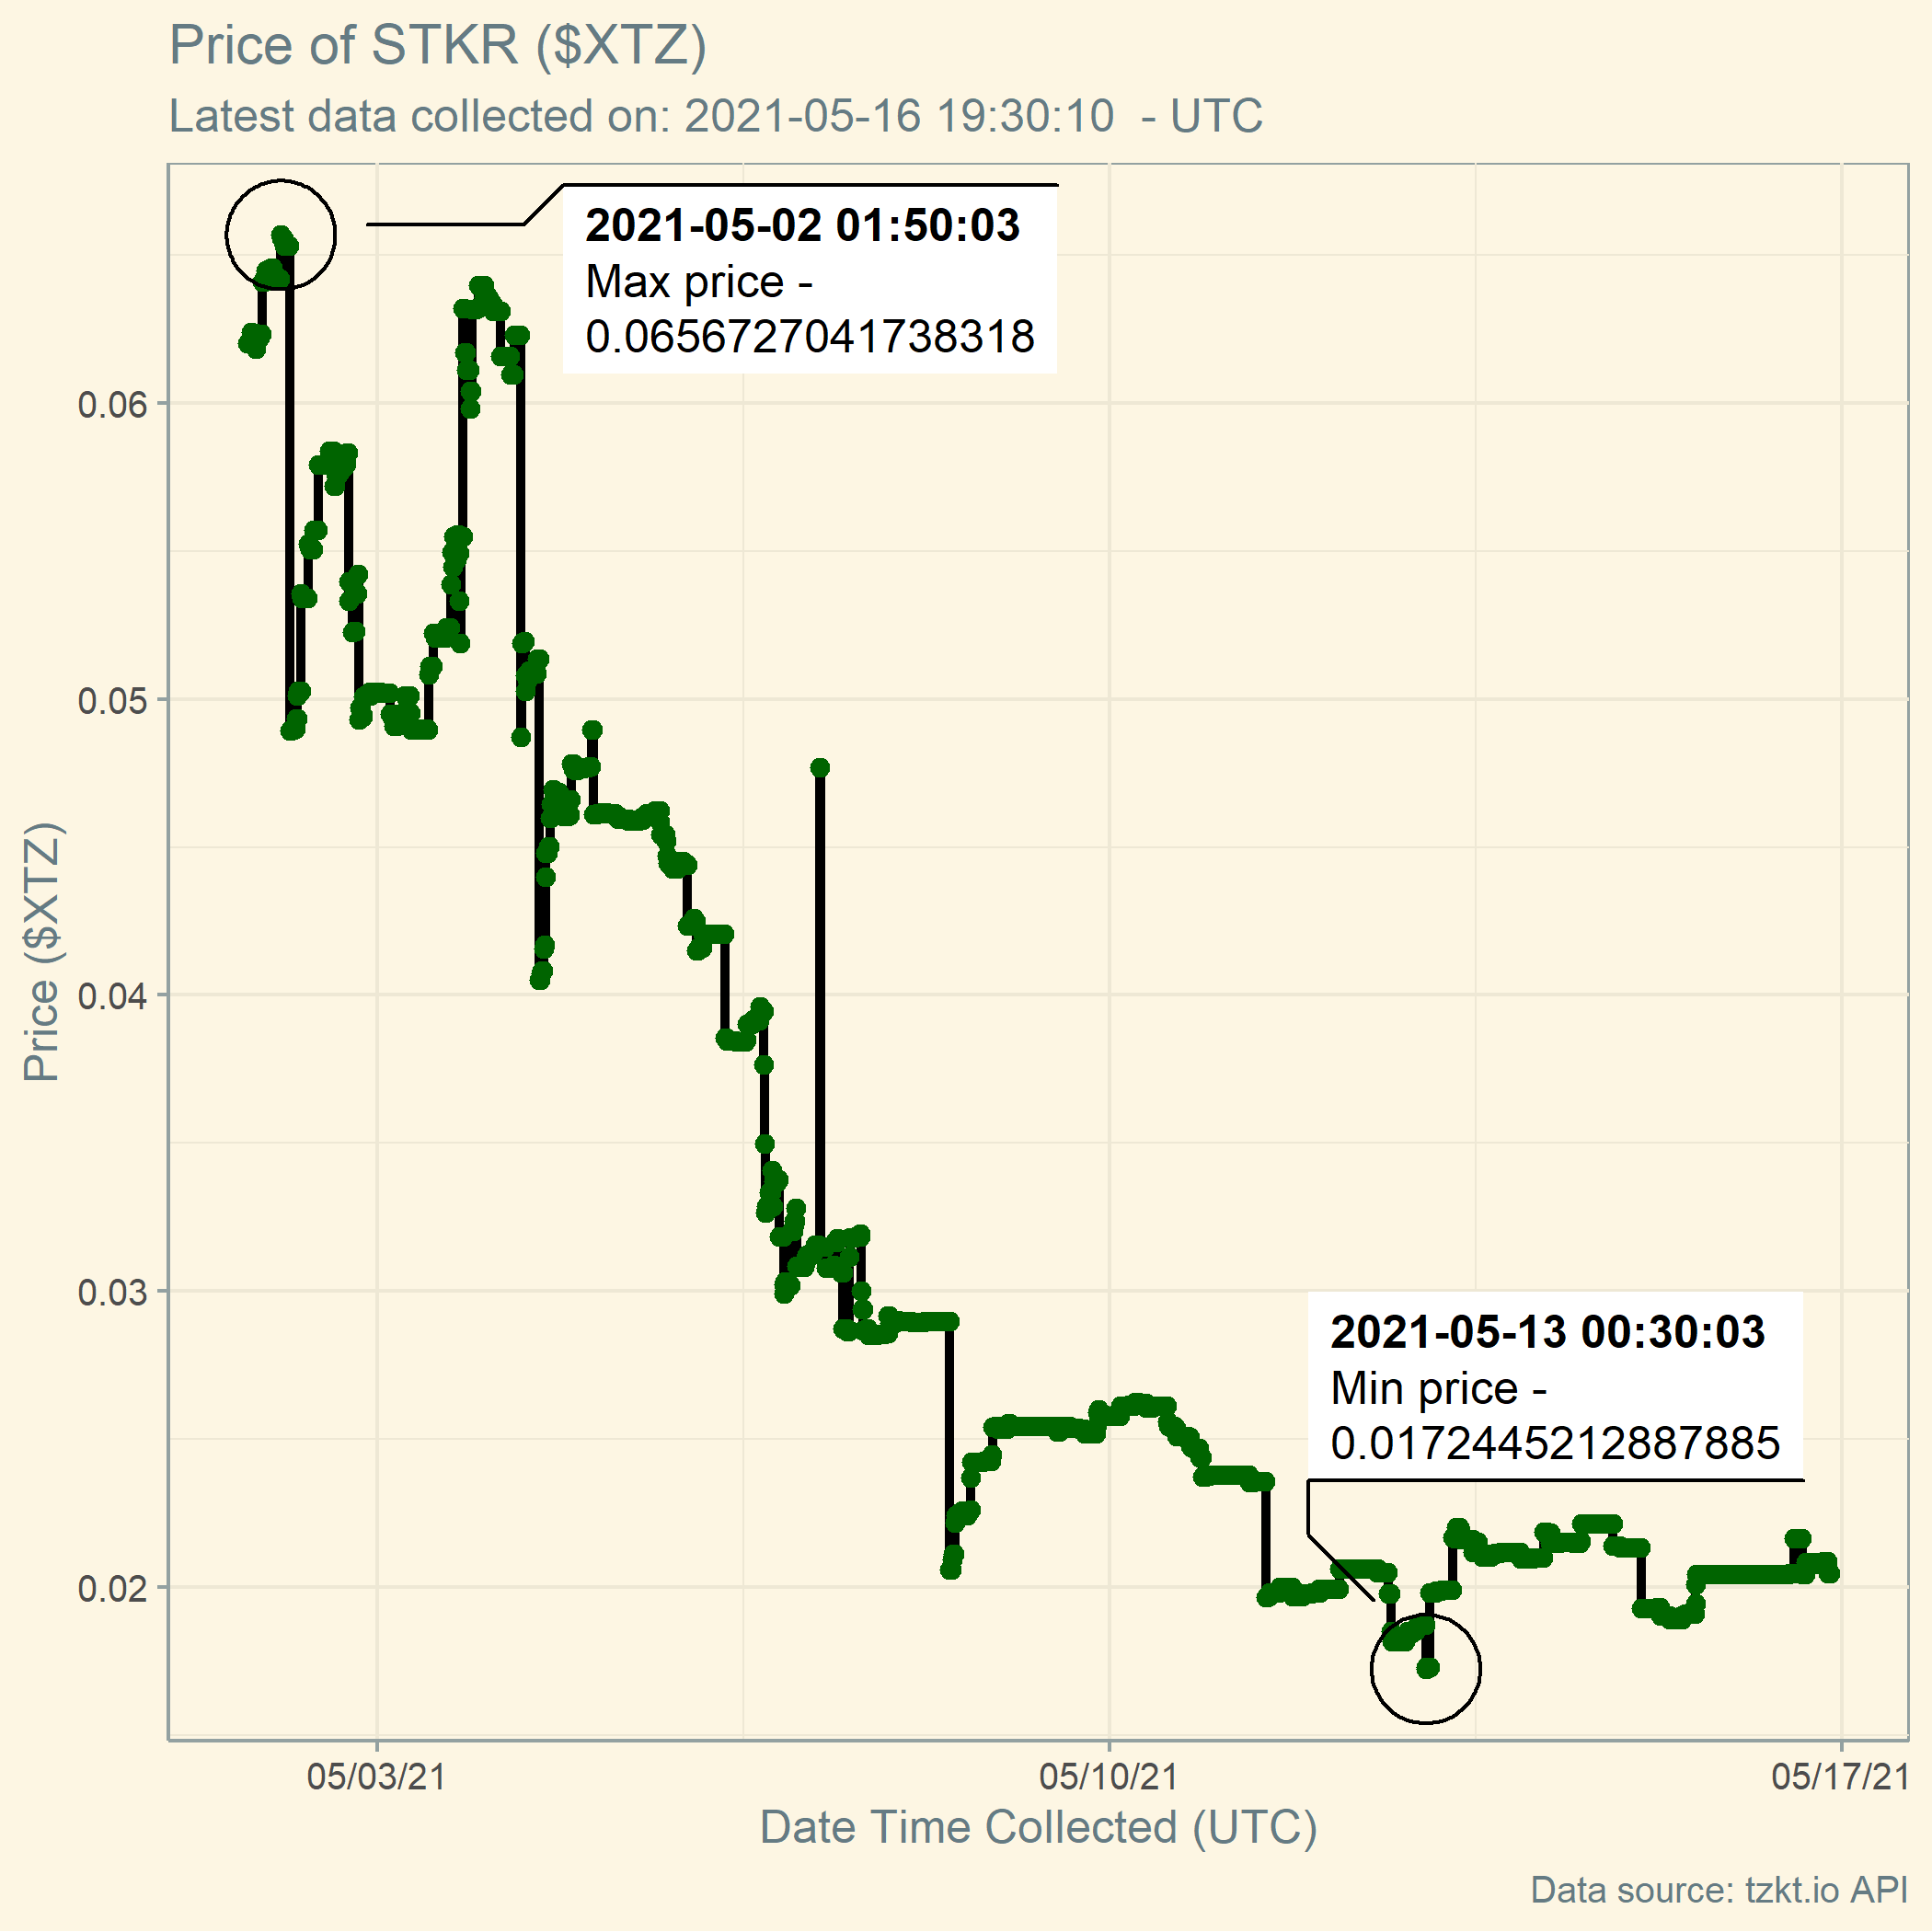 Price of STKR ($XTZ)
Latest data collected on: 2021-05-16 19:30:10  - UTC
2021-05-02 01:50:03
Max price -
0.0656727041738318
0.06
0.05
0.04
0.03
0.02
Price ($XTZ)
2021-05-13 00:30:03
Min price -
0.0172445212887885
05/03/21
05/10/21
05/17/21
Date Time Collected (UTC)
Data source: tzkt.io API